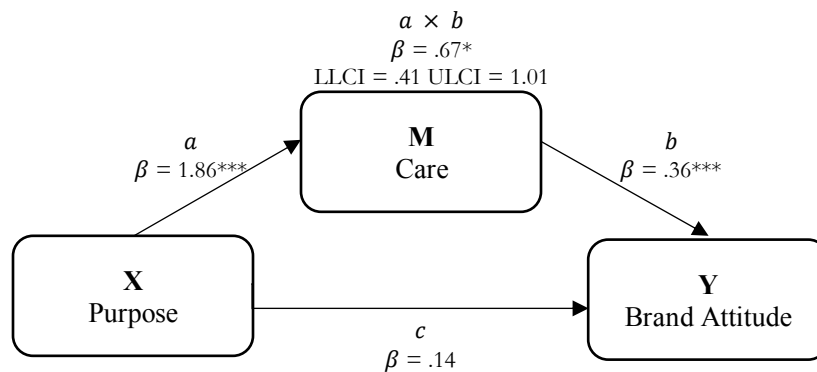 a × b
β = .67*
LLCI = .41 ULCI = 1.01
M
Care
a
β = 1.86***
b
β = .36***
X
Purpose
Y
Brand Attitude
c
β = .14